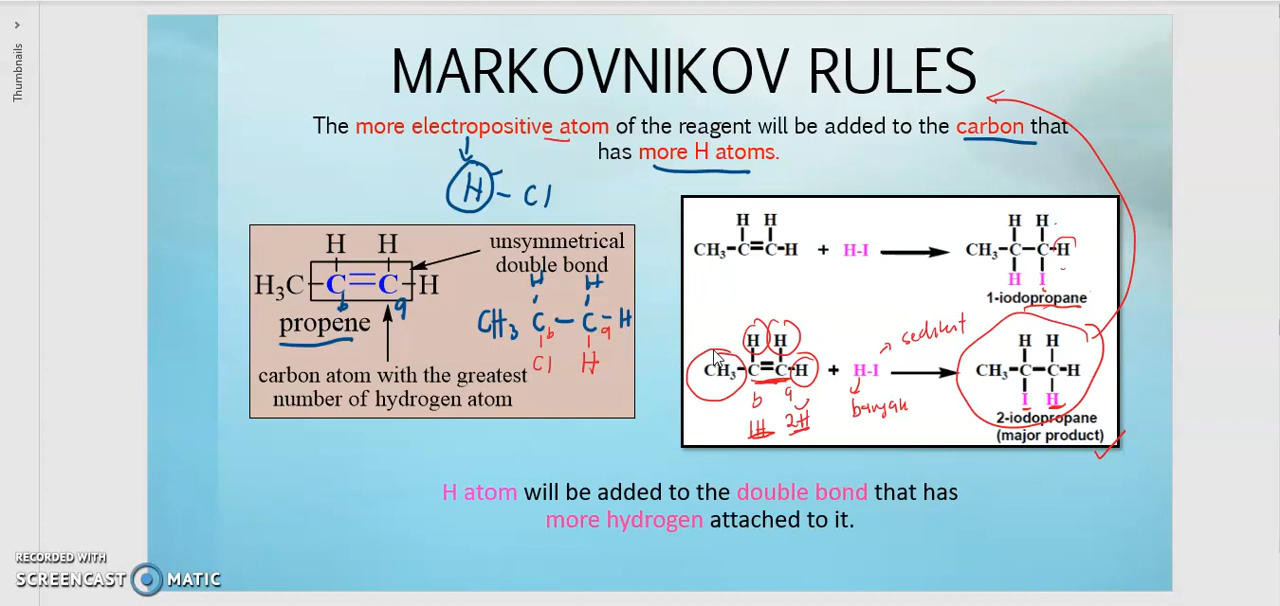 Thumbnails
MARKOVNIKOV RULES
The more electropositive atom of the reagent will be added to the carbon that
has more H atoms.
H - Cl
H H
H3C-C=C-H
b a
unsymmetrical
double bond
propene
carbon atom with the greatest
number of hydrogen atom
H H
CH3 C - C - H
b a
Cl H
H H
CH3-C=C-H + H-I
H H
CH3-C-C-H
H I
1-iodopropane
H H
CH3-C=C-H + H-I
b a
1H 2H
sedikit
banyak
H H
CH3-C-C-H
I H
2-iodopropane
(major product)
H atom will be added to the double bond that has
more hydrogen attached to it.
RECORDED WITH
SCREENCAST MATIC